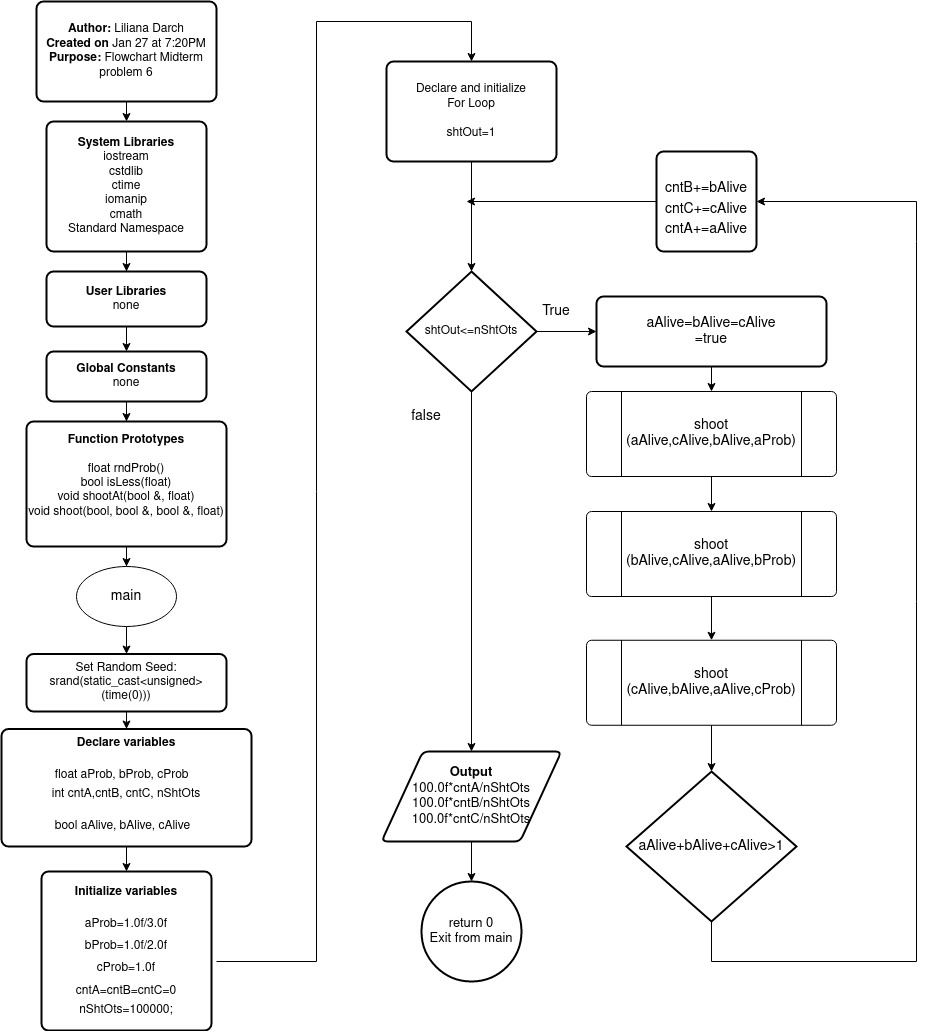 Author: Liliana Darch
Created on Jan 27 at 7:20PM
Purpose: Flowchart Midterm
problem 6
System Libraries
iostream
cstdlib
ctime
iomanip
cmath
Standard Namespace
User Libraries
none
Global Constants
none
Function Prototypes
float rndProb()
bool isLess(float)
void shootAt(bool &, float)
void shoot(bool, bool &, bool &, float)
main
Set Random Seed:
srand(static_cast<unsigned>
(time(0)))
Declare variables
float aProb, bProb, cProb
int cntA,cntB, cntC, nShtOts
bool aAlive, bAlive, cAlive
Initialize variables
aProb=1.0f/3.0f
bProb=1.0f/2.0f
cProb=1.0f
cntA=cntB=cntC=0
nShtOts=100000;
Declare and initialize
For Loop
shtOut=1
cntB+=bAlive
cntC+=cAlive
cntA+=aAlive
shtOut<=nShtOts
True
false
aAlive=bAlive=cAlive
=true
shoot
(aAlive,cAlive,bAlive,aProb)
shoot
(bAlive,cAlive,aAlive,bProb)
shoot
(cAlive,bAlive,aAlive,cProb)
aAlive+bAlive+cAlive>1
Output
100.0f*cntA/nShtOts
100.0f*cntB/nShtOts
100.0f*cntC/nShtOts
return 0
Exit from main